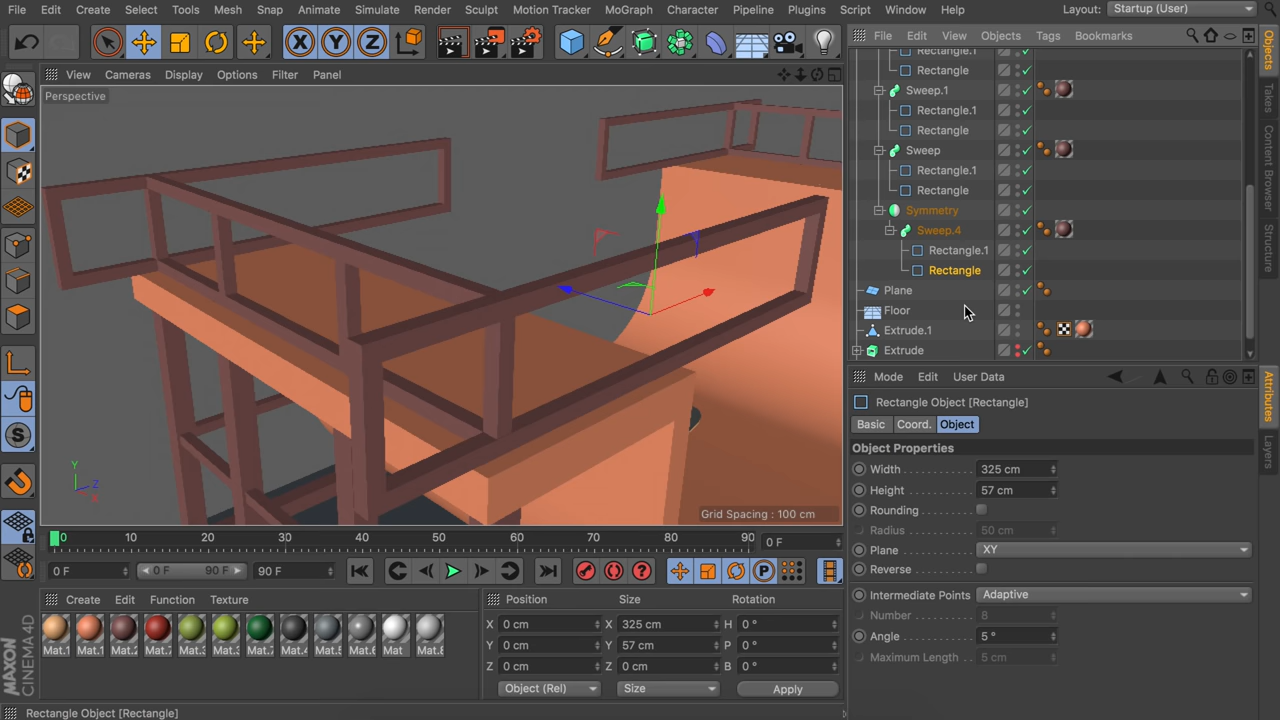 File Edit Create Select Tools Mesh Snap Animate Simulate Render Sculpt Motion Tracker MoGraph Character Pipeline Plugins Script Window Help Layout: Startup (User)
X Y Z
File Edit View Objects Tags Bookmarks
View Cameras Display Options Filter Panel
Perspective
Rectangle.1
Rectangle
Sweep.1
Rectangle.1
Rectangle
Sweep
Rectangle.1
Rectangle
Symmetry
Sweep.4
Rectangle.1
Rectangle
Plane
Floor
Extrude.1
Extrude
Objects
Takes
Content Browser
Structure
Attributes
Layers
Mode Edit User Data
Rectangle Object [Rectangle]
Basic Coord. Object
Object Properties
Width 325 cm
Height 57 cm
Rounding
Radius 50 cm
Plane XY
Reverse
Intermediate Points Adaptive
Number 8
Angle 5 °
Maximum Length 5 cm
Y
Z
X
Grid Spacing : 100 cm
0 10 20 30 40 50 60 70 80 90 0 F
0 F 0 F 90 F 90 F
Create Edit Function Texture
Mat.1 Mat.1 Mat.2 Mat.7 Mat.3 Mat.3 Mat.7 Mat.4 Mat.5 Mat.6 Mat Mat.8
Position Size Rotation
X 0 cm X 325 cm H 0 °
Y 0 cm Y 57 cm P 0 °
Z 0 cm Z 0 cm B 0 °
Object (Rel) Size Apply
MAXON
CINEMA 4D
Rectangle Object [Rectangle]